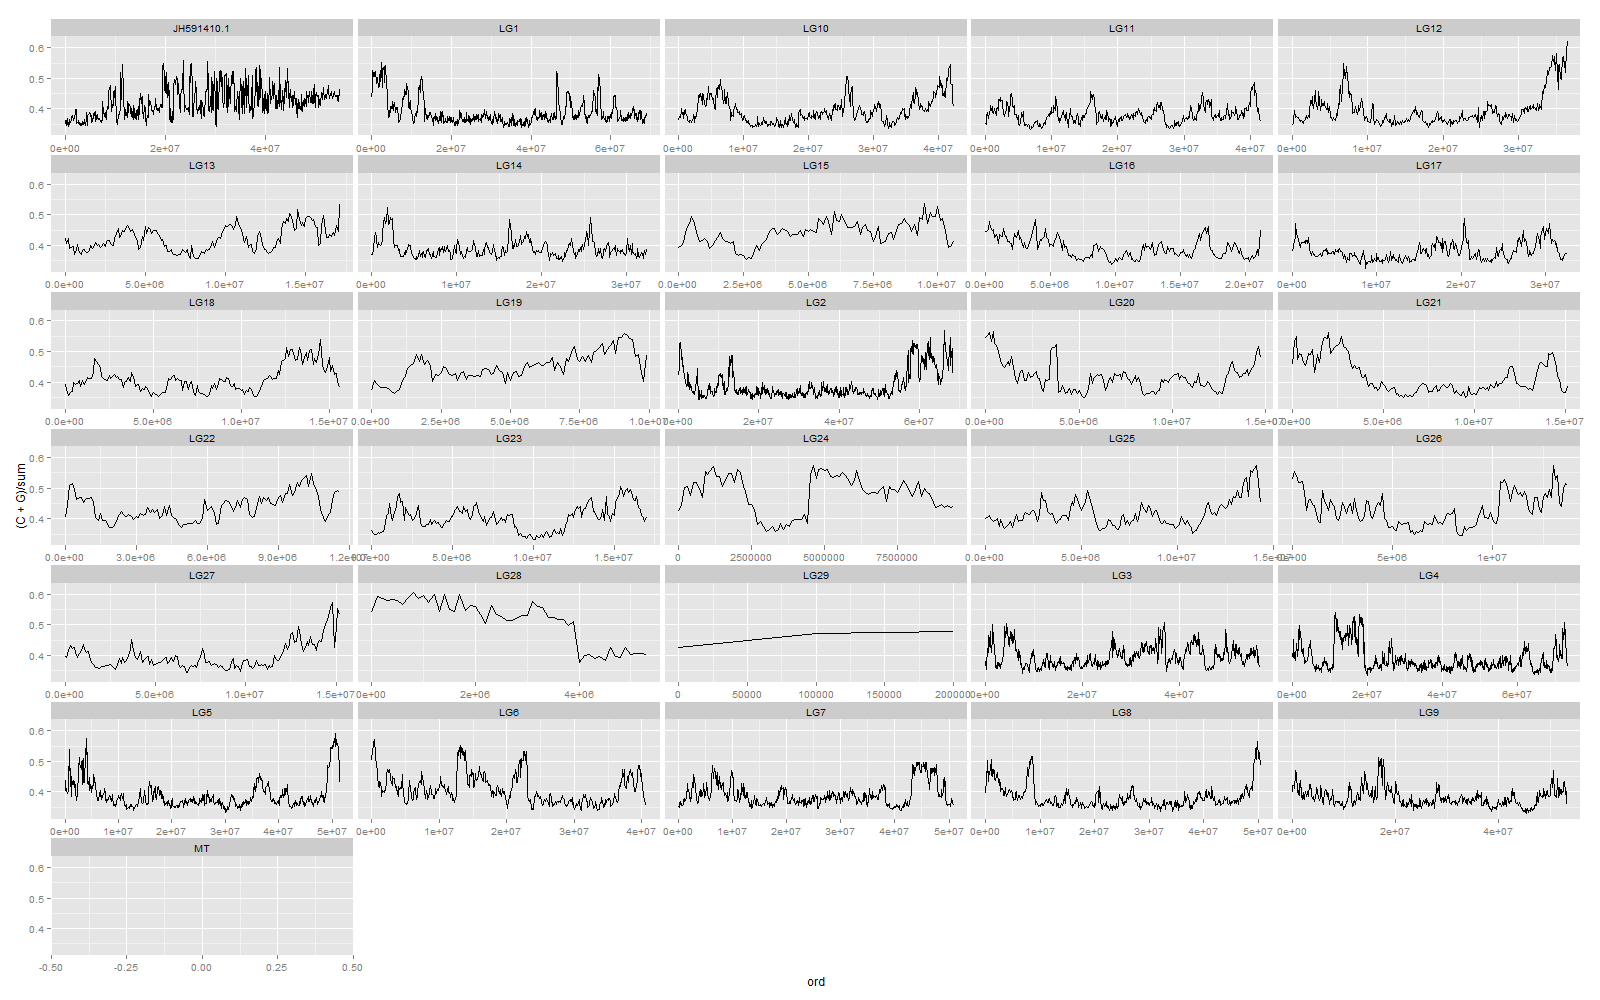 JH591410.1 LG1 LG10 LG11 LG12
0.6
0.5
0.4
0e+00 2e+07 4e+07 0e+00 2e+07 4e+07 6e+07 0e+00 1e+07 2e+07 3e+07 4e+07 0e+00 1e+07 2e+07 3e+07 4e+07 0e+00 1e+07 2e+07 3e+07
LG13 LG14 LG15 LG16 LG17
0.6
0.5
0.4
0.0e+00 5.0e+06 1.0e+07 1.5e+07 0e+00 1e+07 2e+07 3e+07 0.0e+00 2.5e+06 5.0e+06 7.5e+06 1.0e+07 0.0e+00 5.0e+06 1.0e+07 1.5e+07 2.0e+07 0e+00 1e+07 2e+07 3e+07
LG18 LG19 LG2 LG20 LG21
0.6
0.5
0.4
0.0e+00 5.0e+06 1.0e+07 1.5e+07 0.0e+00 2.5e+06 5.0e+06 7.5e+06 1.0e+07 0e+00 2e+07 4e+07 6e+07 0.0e+00 5.0e+06 1.0e+07 1.5e+07 0.0e+00 5.0e+06 1.0e+07 1.5e+07
LG22 LG23 LG24 LG25 LG26
0.6
0.5
0.4
0.0e+00 3.0e+06 6.0e+06 9.0e+06 1.2e+07 0.0e+00 5.0e+06 1.0e+07 1.5e+07 0 2500000 5000000 7500000 0.0e+00 5.0e+06 1.0e+07 1.5e+07 0e+00 5e+06 1e+07
(C + G)/sum
LG27 LG28 LG29 LG3 LG4
0.6
0.5
0.4
0.0e+00 5.0e+06 1.0e+07 1.5e+07 0e+00 2e+06 4e+06 0 50000 100000 150000 200000 0e+00 2e+07 4e+07 0e+00 2e+07 4e+07 6e+07
LG5 LG6 LG7 LG8 LG9
0.6
0.5
0.4
0e+00 1e+07 2e+07 3e+07 4e+07 5e+07 0e+00 1e+07 2e+07 3e+07 4e+07 0e+00 1e+07 2e+07 3e+07 4e+07 5e+07 0e+00 1e+07 2e+07 3e+07 4e+07 5e+07 0e+00 2e+07 4e+07
MT
0.6
0.5
0.4
-0.50 -0.25 0.00 0.25 0.50
ord